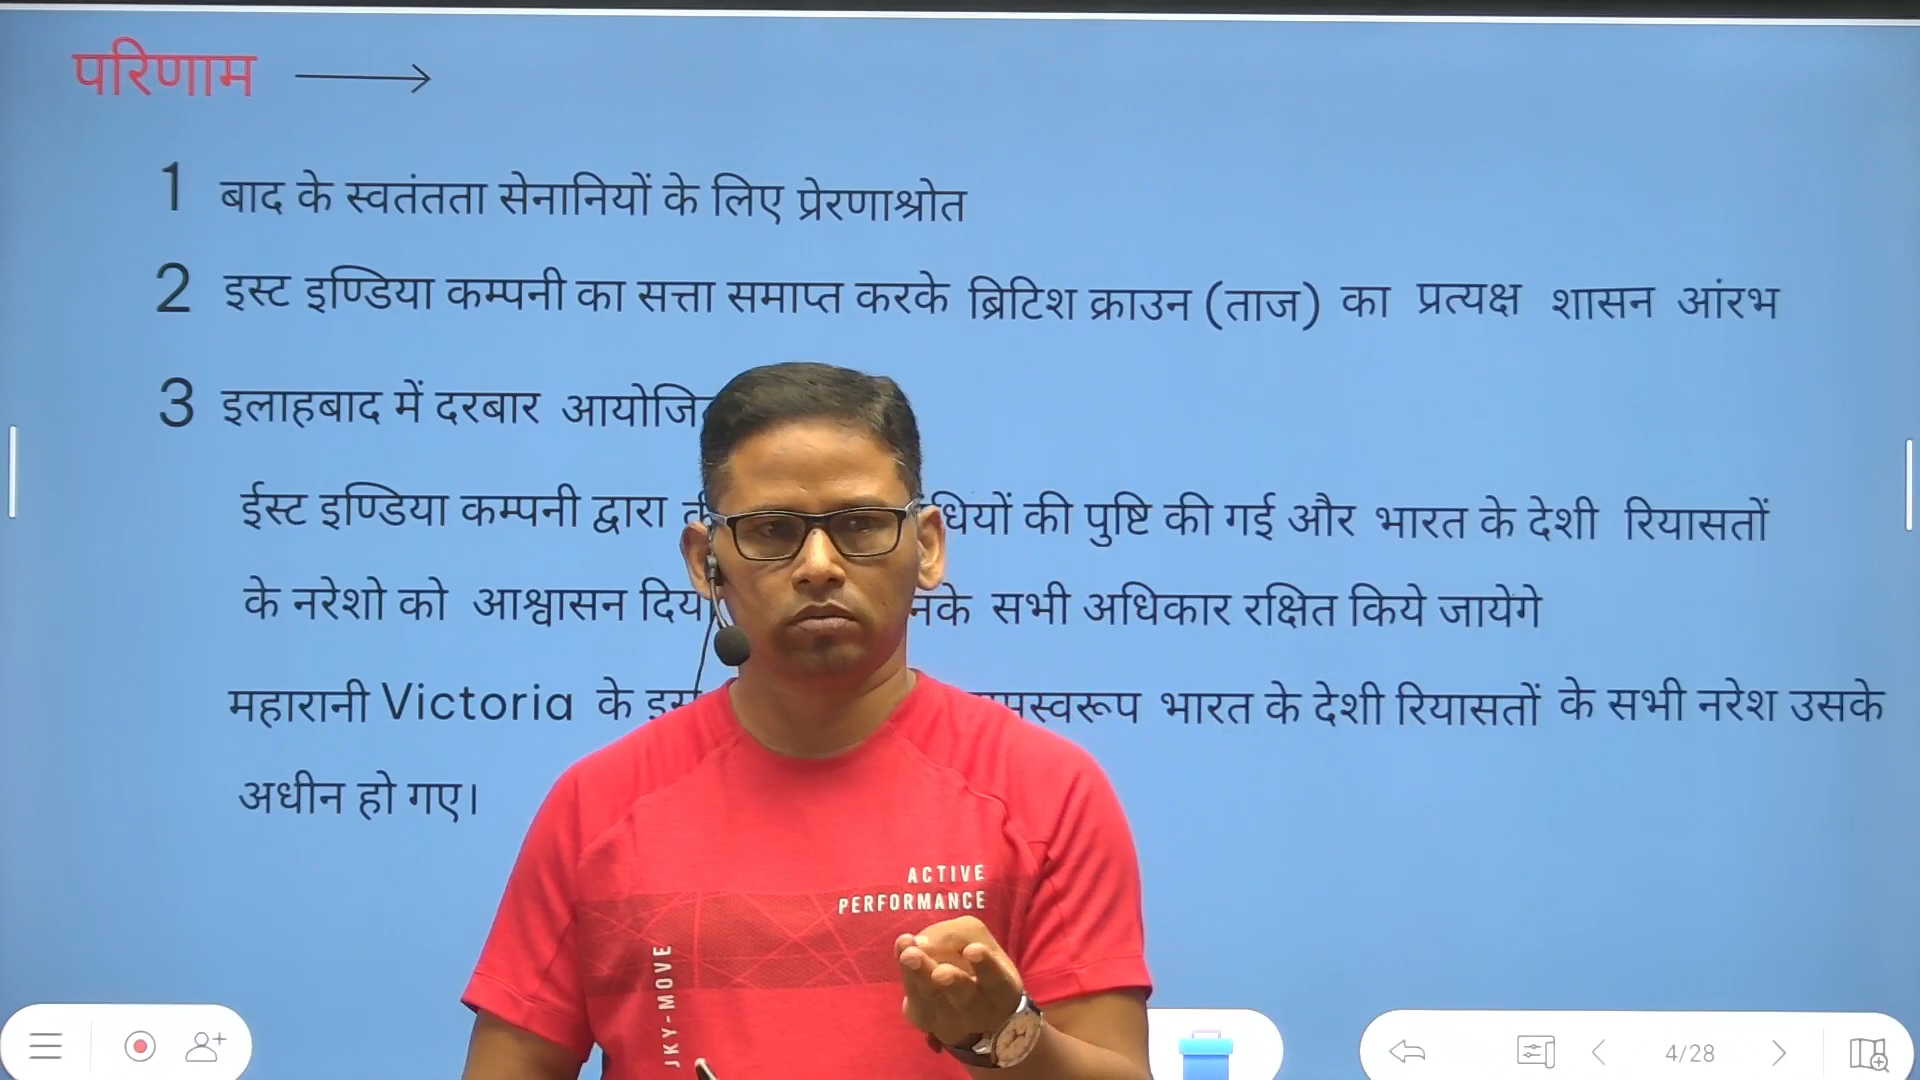 परिणाम
1 बाद के स्वतंतता सेनानियों के लिए प्रेरणाश्रोत
2 इस्ट इण्डिया कम्पनी का सत्ता समाप्त करके ब्रिटिश क्राउन (ताज) का प्रत्यक्ष शासन आंरभ
3 इलाहबाद में दरबार
ईस्ट इण्डिया कम्पनी द्वारा की पुष्टि की गई और भारत के देशी रियासतों
के नरेशो को आश्वासन सभी अधिकार रक्षित किये जायेगे
महारानी Victoria के भारत के देशी रियासतों के सभी नरेश उसके
अधीन हो गए।
ACTIVE
PERFORMANCE
JKY-MOVE
4/28